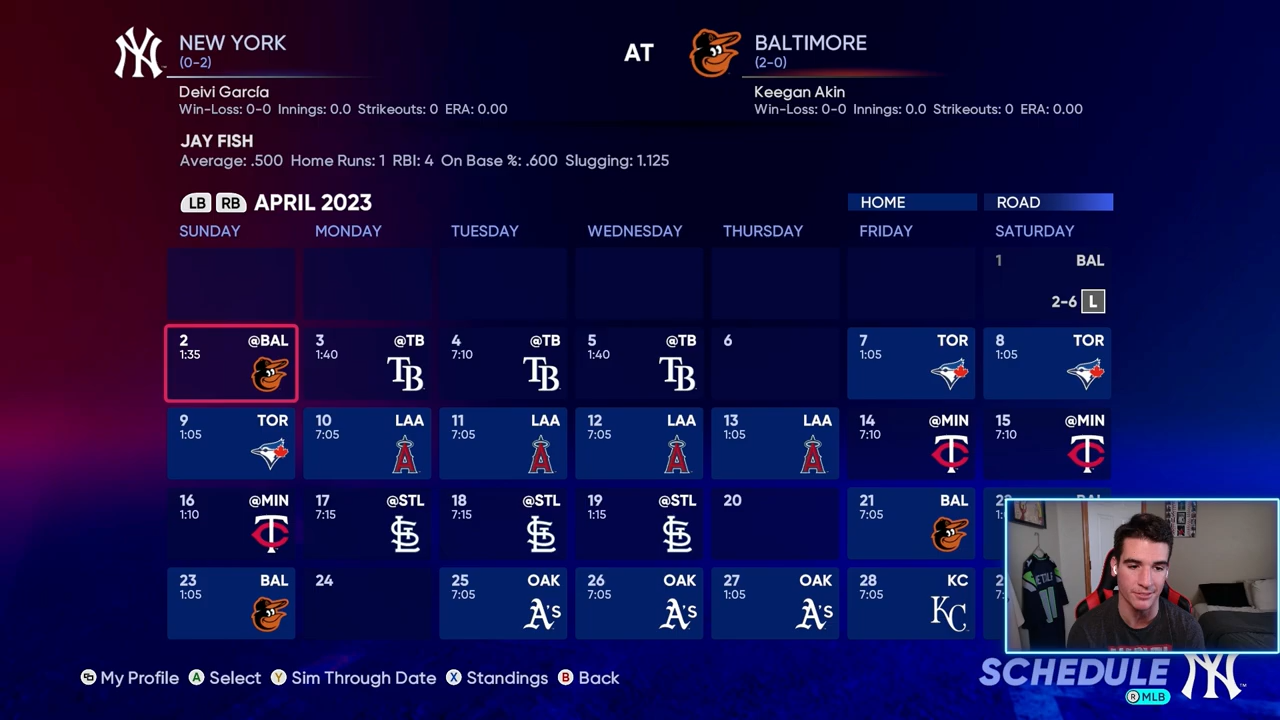 NEW YORK
(0-2)
AT
BALTIMORE
(2-0)
Deivi García
Win-Loss: 0-0 Innings: 0.0 Strikeouts: 0 ERA: 0.00
Keegan Akin
Win-Loss: 0-0 Innings: 0.0 Strikeouts: 0 ERA: 0.00
JAY FISH
Average: .500 Home Runs: 1 RBI: 4 On Base %: .600 Slugging: 1.125
LB RB APRIL 2023
HOME ROAD
SUNDAY MONDAY TUESDAY WEDNESDAY THURSDAY FRIDAY SATURDAY
1 BAL
2-6 L
2 @BAL 3 @TB 4 @TB 5 @TB 6 7 TOR 8 TOR
1:35 1:40 7:10 1:40 1:05 1:05
9 TOR 10 LAA 11 LAA 12 LAA 13 LAA 14 @MIN 15 @MIN
1:05 7:05 7:05 7:05 1:05 7:10 7:10
16 @MIN 17 @STL 18 @STL 19 @STL 20 21 BAL
1:10 7:15 7:15 1:15 7:05
23 BAL 24 25 OAK 26 OAK 27 OAK 28 KC
1:05 7:05 7:05 1:05 7:05
My Profile A Select Y Sim Through Date X Standings B Back
SCHEDULE
R MLB